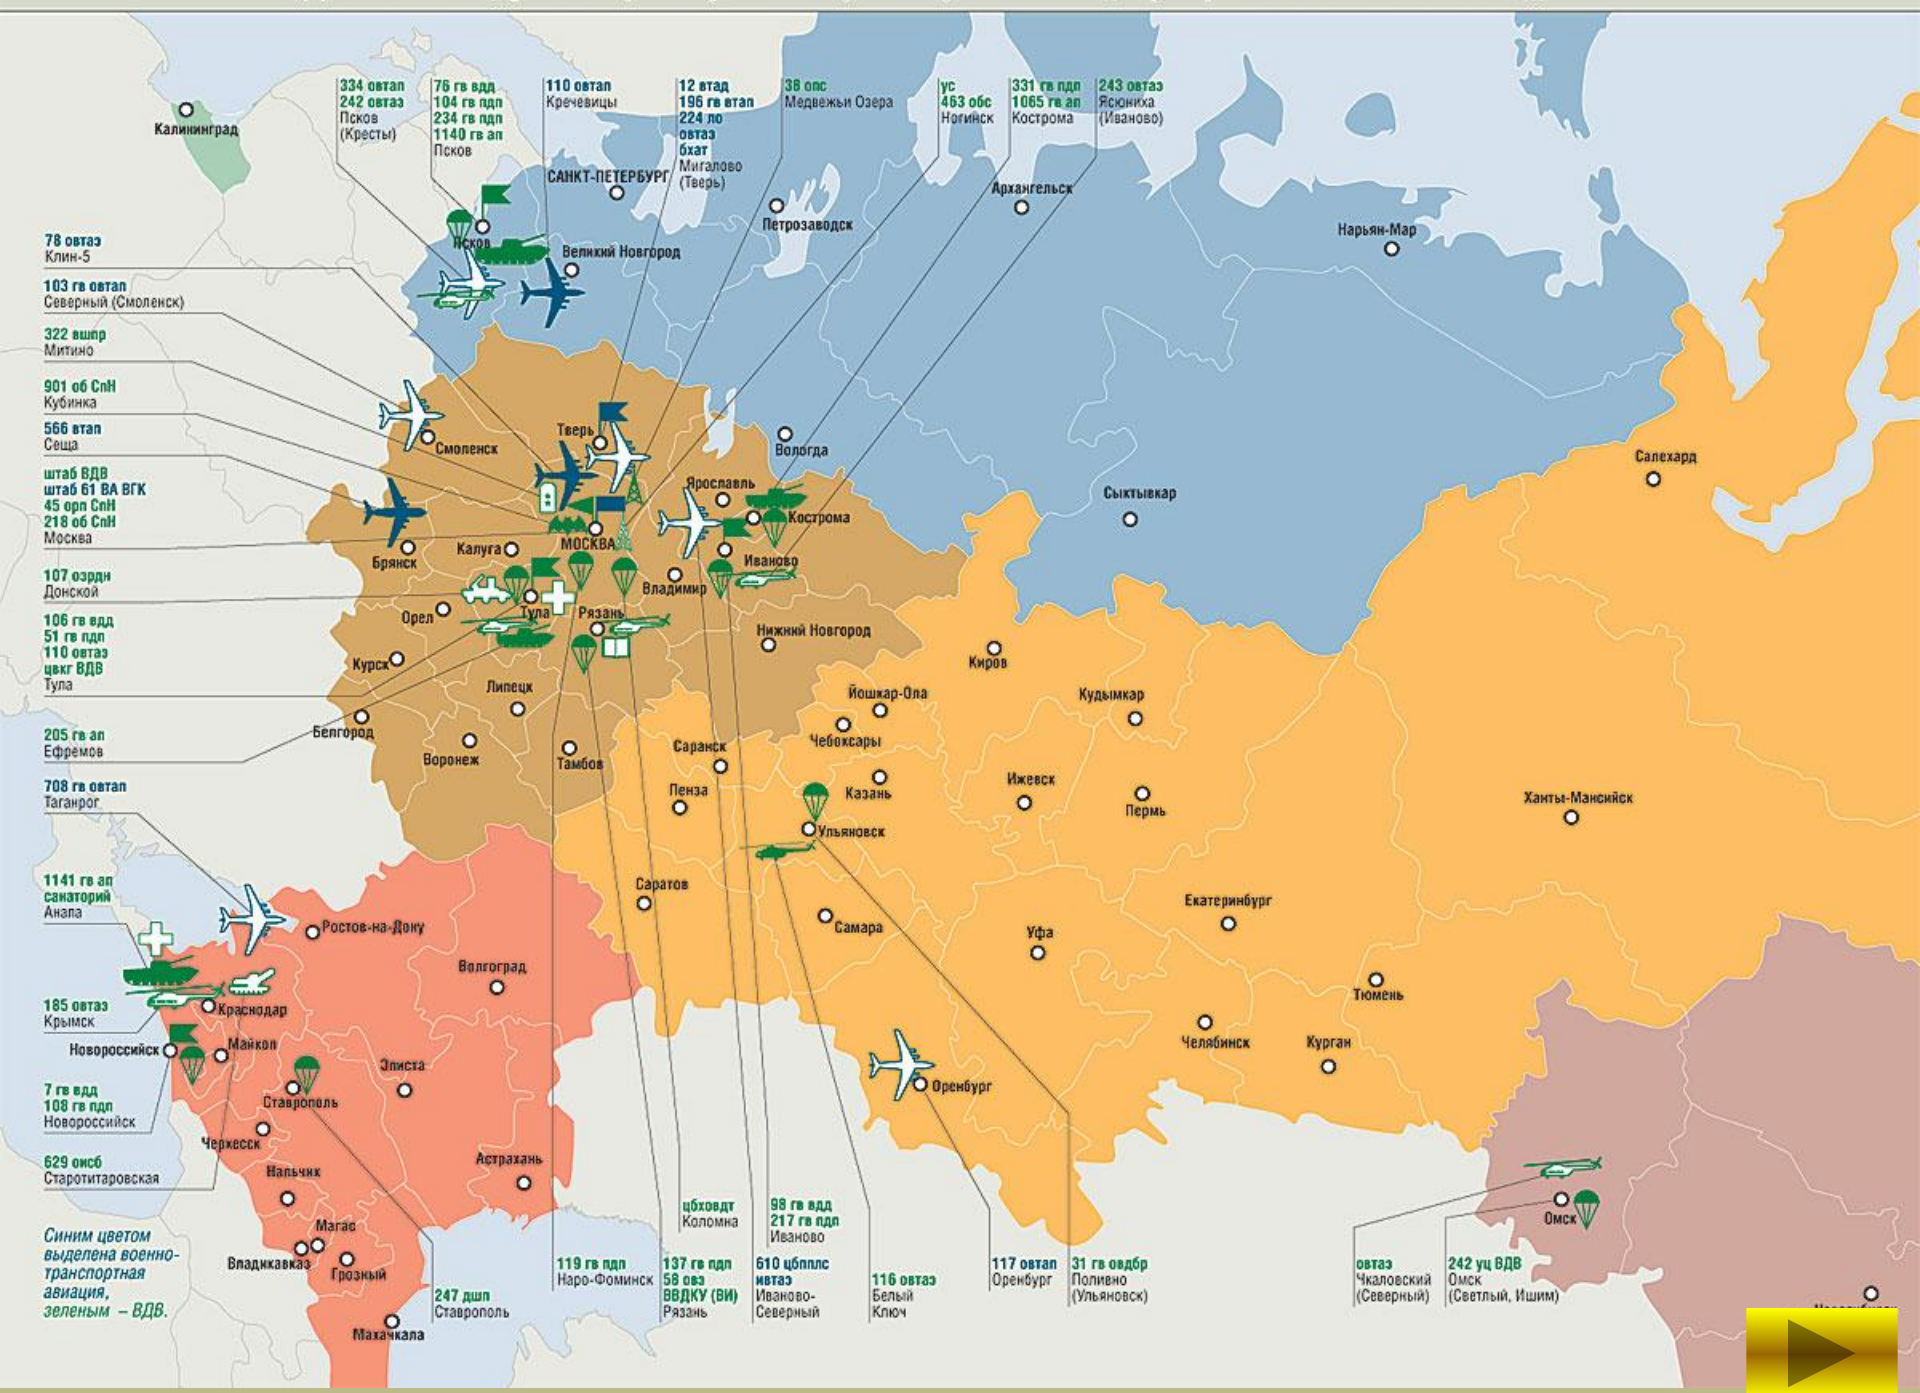 334 овтап
242 овтаэ
Псков
(Кресты)
76 гв вдд
104 гв пдп
234 гв пдп
1140 гв ап
Псков
110 овтап
Кречевицы
12 втад
196 гв втап
224 ло
овтаэ
бхат
Мигалово
(Тверь)
38 опс
Медвежьи Озера
ус
463 обс
Ногинск
331 гв пдп
1065 гв ап
Кострома
243 овтаэ
Ясюниха
(Иваново)
Калининград
САНКТ-ПЕТЕРБУРГ
Петрозаводск
Архангельск
Нарьян-Мар
Псков
Великий Новгород
78 овтаэ
Клин-5
103 гв овтап
Северный (Смоленск)
322 вшпр
Митино
901 об СпН
Кубинка
566 втап
Сеща
штаб ВДВ
штаб 61 ВА ВГК
45 орп СпН
218 об СпН
Москва
107 озрдн
Донской
106 гв вдд
51 гв пдп
110 овтаэ
цвкг ВДВ
Тула
205 гв ап
Ефремов
708 гв овтап
Таганрог
1141 гв ап
санаторий
Анапа
185 овтаэ
Крымск
7 гв вдд
108 гв пдп
Новороссийск
629 оисб
Старотитаровская
Смоленск
Тверь
Вологда
Ярославль
Кострома
Сыктывкар
Салехард
Брянск
Калуга
МОСКВА
Иваново
Владимир
Орел
Тула
Рязань
Нижний Новгород
Курск
Липецк
Белгород
Воронеж
Тамбов
Киров
Йошкар-Ола
Кудымкар
Чебоксары
Саранск
Пенза
Казань
Ижевск
Пермь
Ханты-Мансийск
Ульяновск
Саратов
Самара
Екатеринбург
Уфа
Тюмень
Челябинск
Курган
Оренбург
Ростов-на-Дону
Волгоград
Краснодар
Новороссийск
Майкоп
Элиста
Ставрополь
Черкесск
Астрахань
Нальчик
Магас
Владикавказ
Грозный
Махачкала
Омск
Синим цветом
выделена военно-
транспортная
авиация,
зеленым – ВДВ.
247 дшп
Ставрополь
119 гв пдп
Наро-Фоминск
цбховдт
Коломна
137 гв пдп
58 овэ
ВВДКУ (ВИ)
Рязань
98 гв вдд
217 гв пдп
Иваново
610 цбпплс
ивтаэ
Иваново-
Северный
116 овтаэ
Белый
Ключ
117 овтап
Оренбург
31 гв овдбр
Поливно
(Ульяновск)
овтаэ
Чкаловский
(Северный)
242 уц ВДВ
Омск
(Светлый, Ишим)